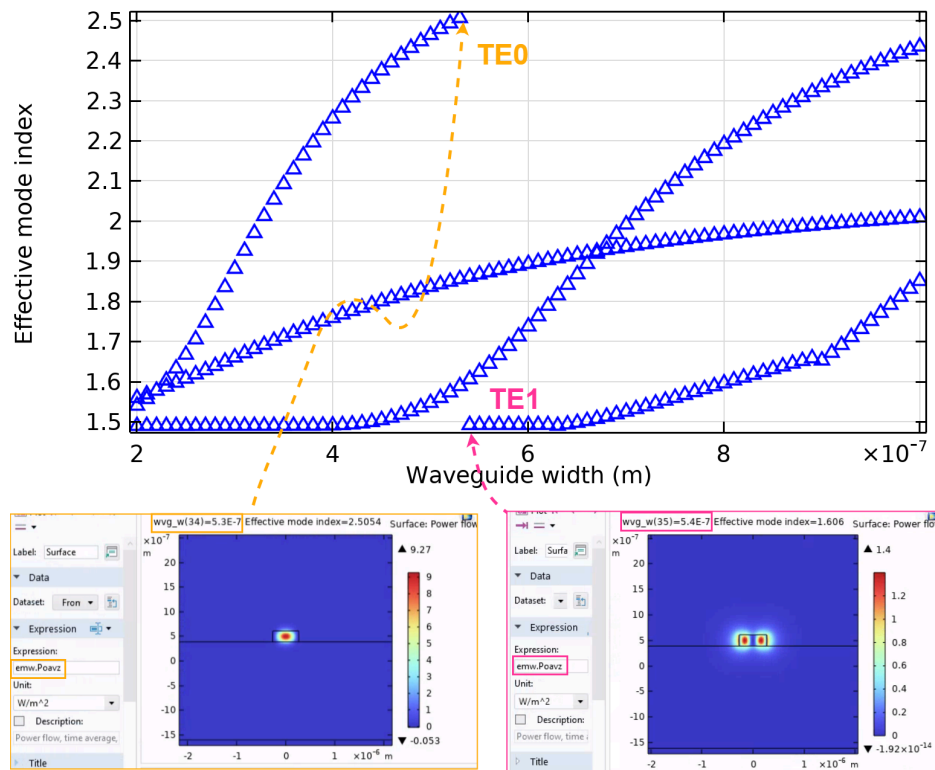 2.5
2.4
2.3
2.2
2.1
2
1.9
1.8
1.7
1.6
1.5
Effective mode index
TE0
TE1
2 4 6 8 ×10⁻⁷
Waveguide width (m)
wvg_w(34)=5.3E-7 Effective mode index=2.5054 Surface: Power flow
Label: Surface
Data
Dataset: Fron
Expression
Expression:
emw.Poavz
Unit:
W/m^2
Description:
Power flow, time average,
Title
×10⁻⁷
m
20
15
10
5
0
-5
-10
-15
-2 -1 0 1 ×10⁻⁶ m
▲ 9.27
9
8
7
6
5
4
3
2
1
0
▼ -0.053
wvg_w(35)=5.4E-7 Effective mode index=1.606 Surface: Power flow
Label: Surfa
Data
Dataset:
Expression
Expression:
emw.Poavz
Unit:
W/m^2
Description:
Power flow, time
Title
×10⁻⁷
m
20
15
10
5
0
-5
-10
-15
-2 -1 0 1 ×10⁻⁶ m
▲ 1.4
1.4
1.2
1
0.8
0.6
0.4
0.2
0
▼ -1.92×10⁻¹⁴